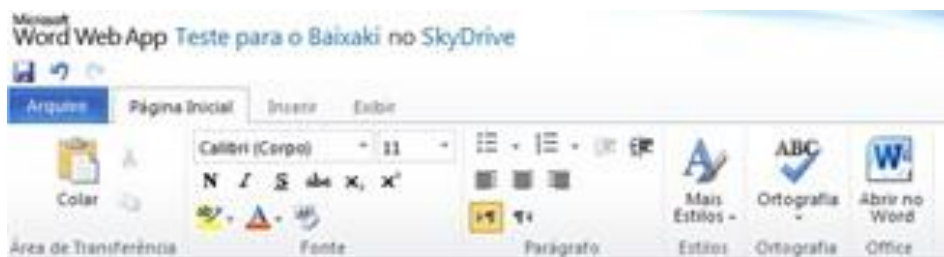 Microsoft
Word Web App Teste para o Baixaki no SkyDrive
Arquivo Página Inicial Inserir Exibir
Calibri (Corpo) 11
N I S abc x, x²
ABC W
Colar Mais Estilos Ortografia Abrir no Word
Área de Transferência Fonte Parágrafo Estilos Ortografia Office